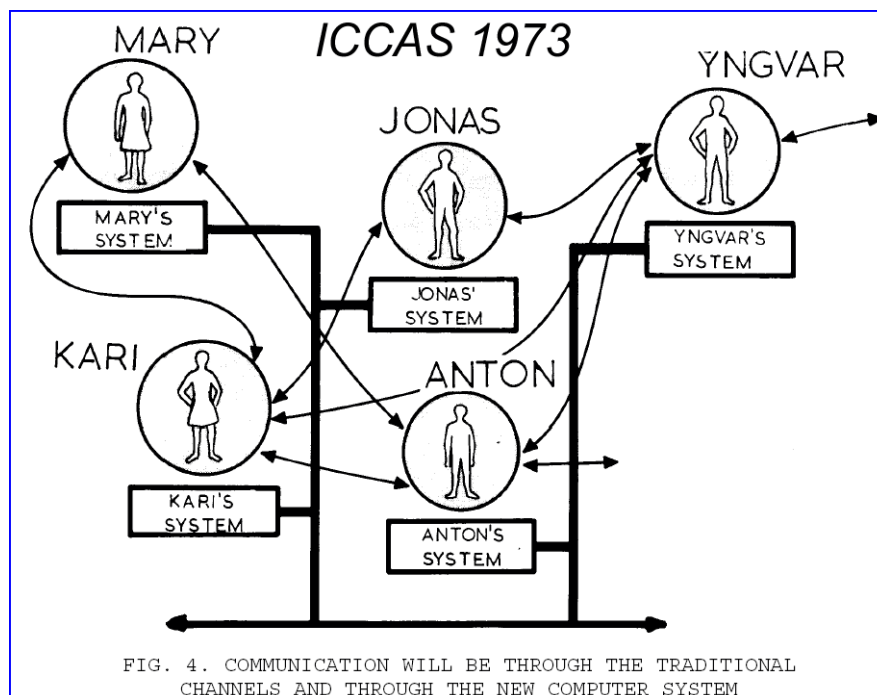 MARY
ICCAS 1973
YNGVAR
JONAS
MARY'S
SYSTEM
YNGVAR'S
SYSTEM
JONAS'
SYSTEM
KARI
ANTON
KARI'S
SYSTEM
ANTON'S
SYSTEM
FIG. 4. COMMUNICATION WILL BE THROUGH THE TRADITIONAL
CHANNELS AND THROUGH THE NEW COMPUTER SYSTEM